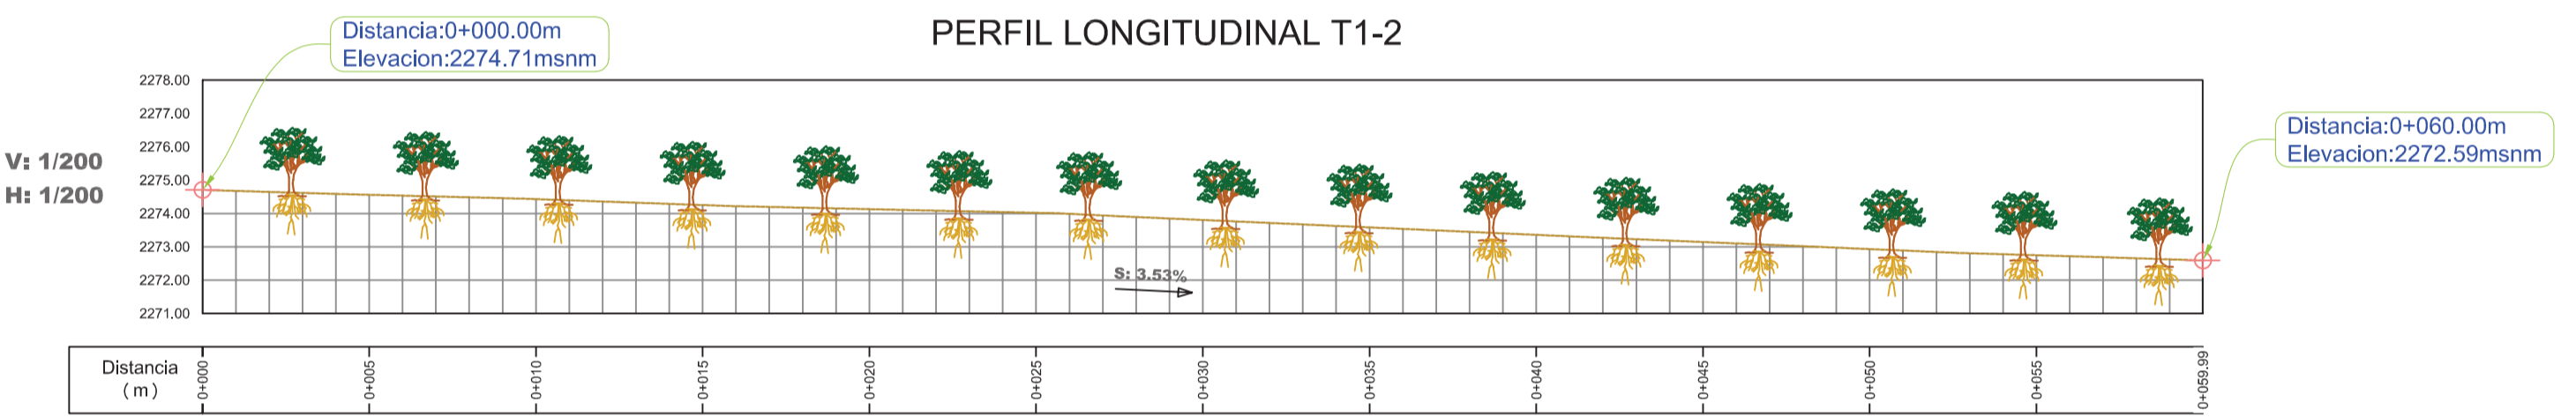 PERFIL LONGITUDINAL T1-2
Distancia:0+000.00m
Elevacion:2274.71msnm
Distancia:0+060.00m
Elevacion:2272.59msnm
V: 1/200
H: 1/200
2278.00
2277.00
2276.00
2275.00
2274.00
2273.00
2272.00
2271.00
S: 3.53%
Distancia
(m)
0+000
0+005
0+010
0+015
0+020
0+025
0+030
0+035
0+040
0+045
0+050
0+055
0+059.99